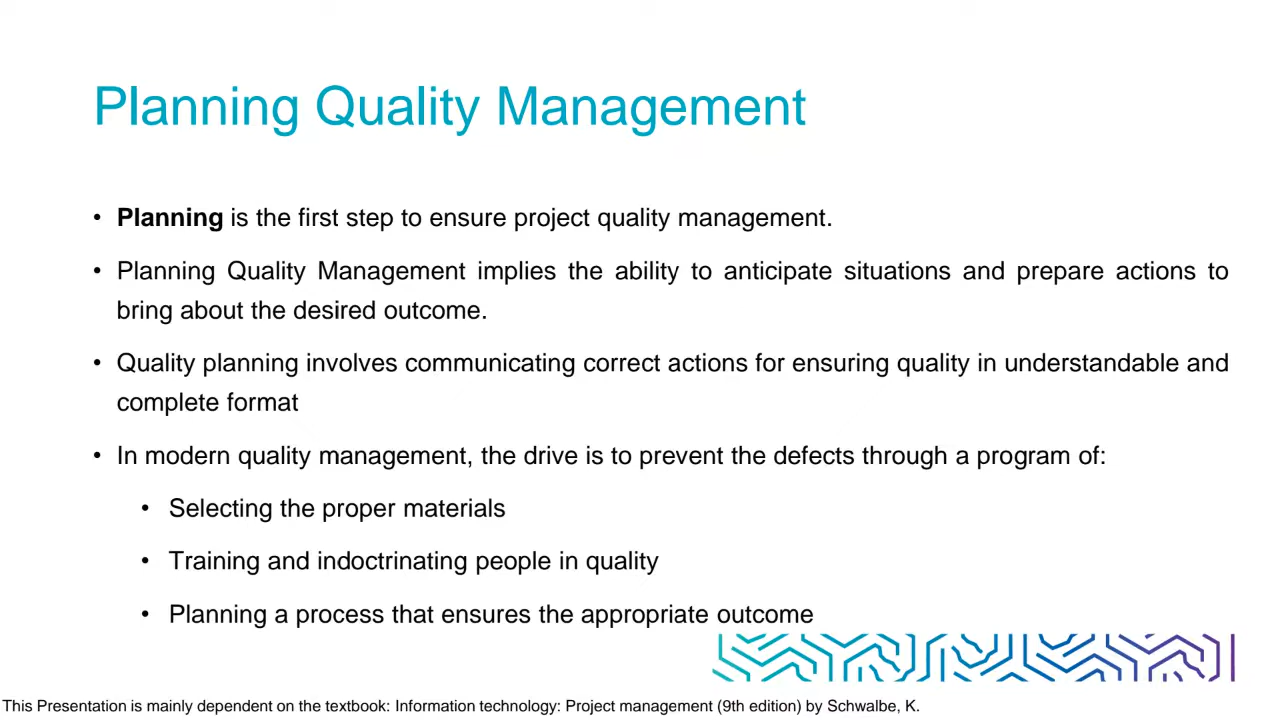 Planning Quality Management
• Planning is the first step to ensure project quality management.
• Planning Quality Management implies the ability to anticipate situations and prepare actions to
bring about the desired outcome.
• Quality planning involves communicating correct actions for ensuring quality in understandable and
complete format
• In modern quality management, the drive is to prevent the defects through a program of:
• Selecting the proper materials
• Training and indoctrinating people in quality
• Planning a process that ensures the appropriate outcome
This Presentation is mainly dependent on the textbook: Information technology: Project management (9th edition) by Schwalbe, K.